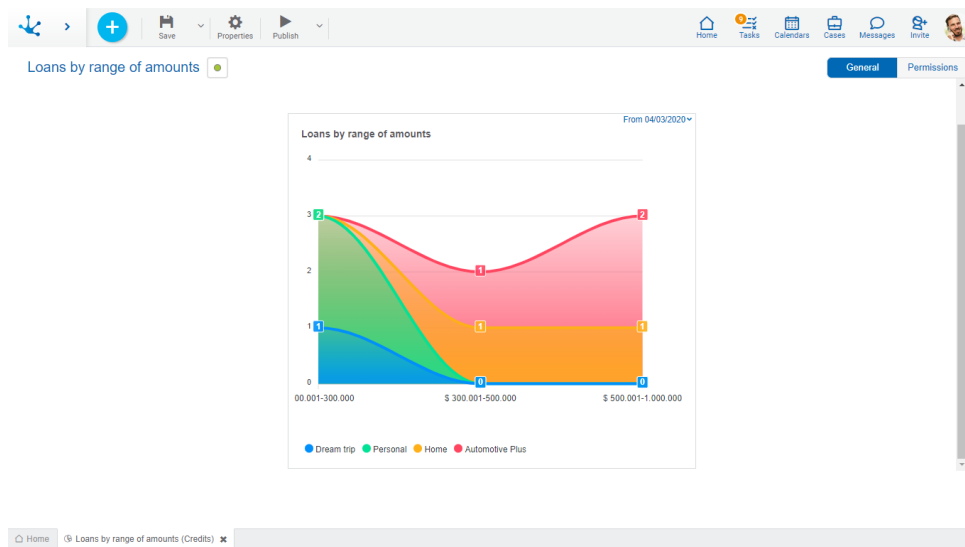 Save
Properties
Publish
Home
9
Tasks
Calendars
Cases
Messages
Invite
Loans by range of amounts
General
Permissions
From 04/03/2020
Loans by range of amounts
4
3
2
2
2
1
1
1
1
1
0
0
0
00.001-300.000
$ 300.001-500.000
$ 500.001-1.000.000
Dream trip
Personal
Home
Automotive Plus
Home
Loans by range of amounts (Credits)